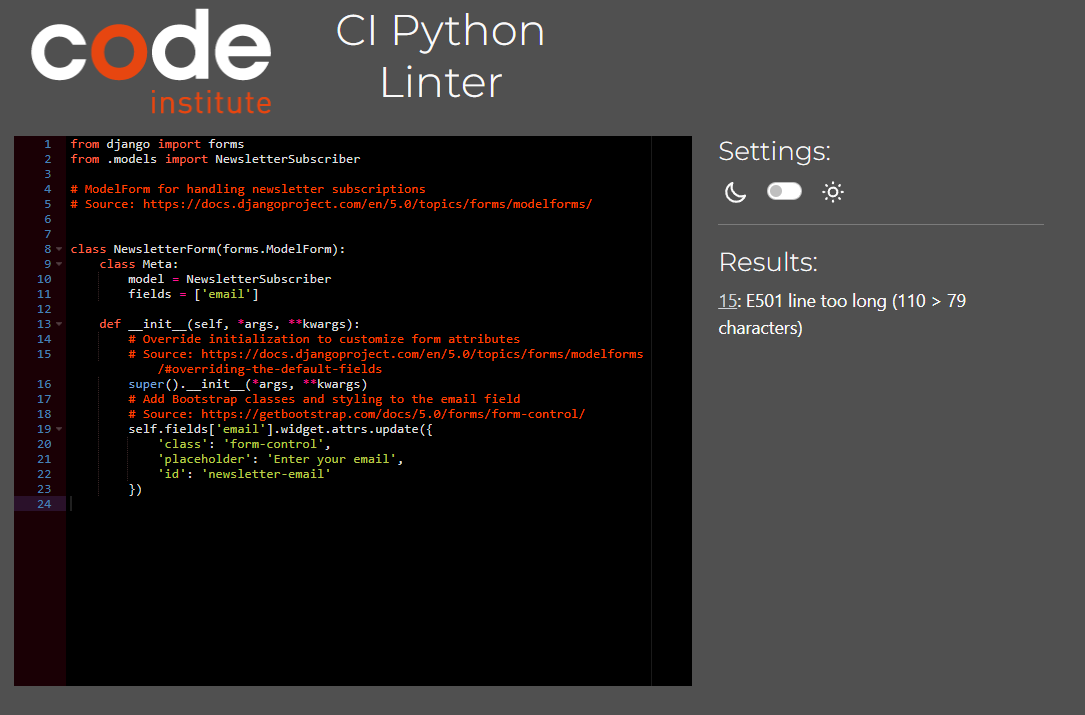 code
institute
CI Python
Linter
1 from django import forms
2 from .models import NewsletterSubscriber
3
4 # ModelForm for handling newsletter subscriptions
5 # Source: https://docs.djangoproject.com/en/5.0/topics/forms/modelforms/
6
7
8 class NewsletterForm(forms.ModelForm):
9     class Meta:
10         model = NewsletterSubscriber
11         fields = ['email']
12
13     def __init__(self, *args, **kwargs):
14         # Override initialization to customize form attributes
15         # Source: https://docs.djangoproject.com/en/5.0/topics/forms/modelforms
/#overriding-the-default-fields
16         super().__init__(*args, **kwargs)
17         # Add Bootstrap classes and styling to the email field
18         # Source: https://getbootstrap.com/docs/5.0/forms/form-control/
19         self.fields['email'].widget.attrs.update({
20             'class': 'form-control',
21             'placeholder': 'Enter your email',
22             'id': 'newsletter-email'
23         })
24
Settings:
Results:
15: E501 line too long (110 > 79
characters)